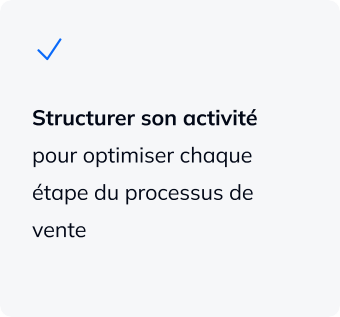 Structurer son activité
pour optimiser chaque
étape du processus de
vente